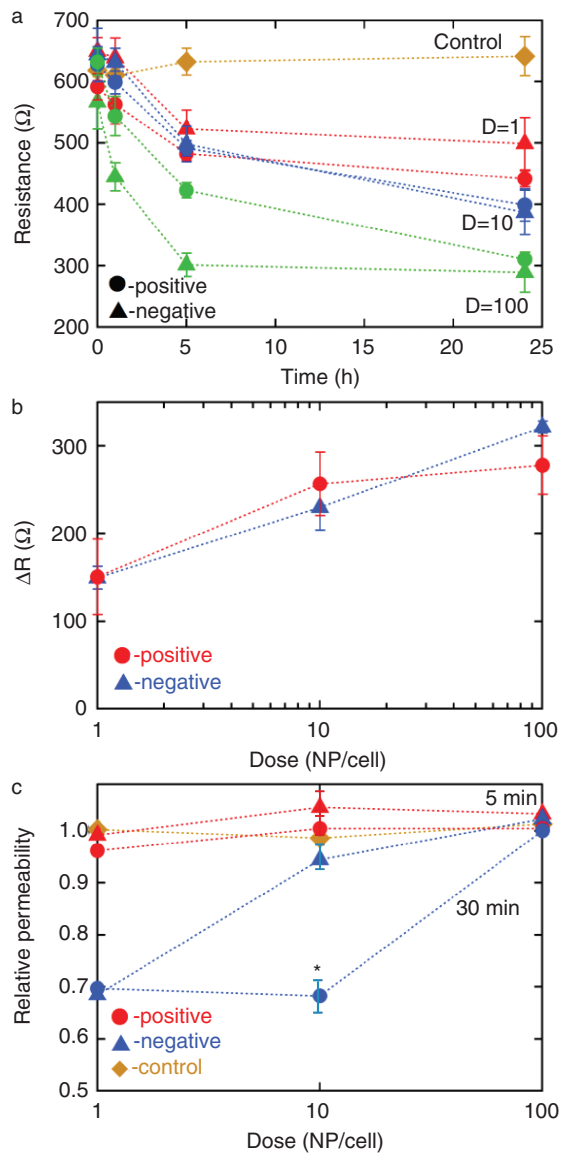 a
700
600
500
400
300
200
Resistance (Ω)
Control
D=1
D=10
D=100
-positive
-negative
0
5
10
15
20
25
Time (h)
b
300
200
100
0
ΔR (Ω)
-positive
-negative
1
10
100
Dose (NP/cell)
c
1.0
0.9
0.8
0.7
0.6
0.5
Relative permeability
5 min
30 min
*
-positive
-negative
-control
1
10
100
Dose (NP/cell)